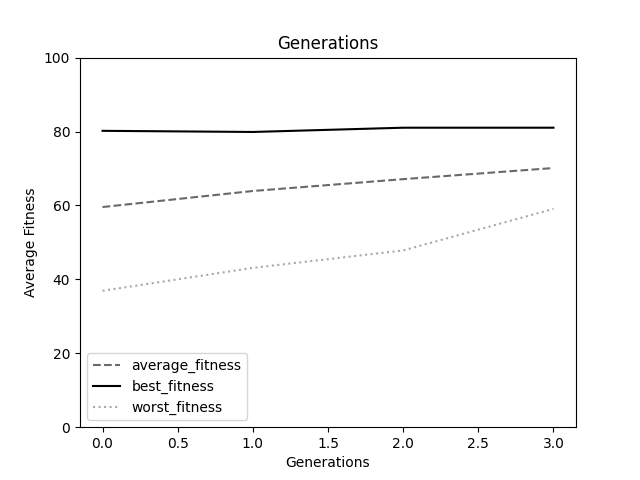 Generations
100
80
60
40
20
0
Average Fitness
average_fitness
best_fitness
worst_fitness
0.0 0.5 1.0 1.5 2.0 2.5 3.0
Generations